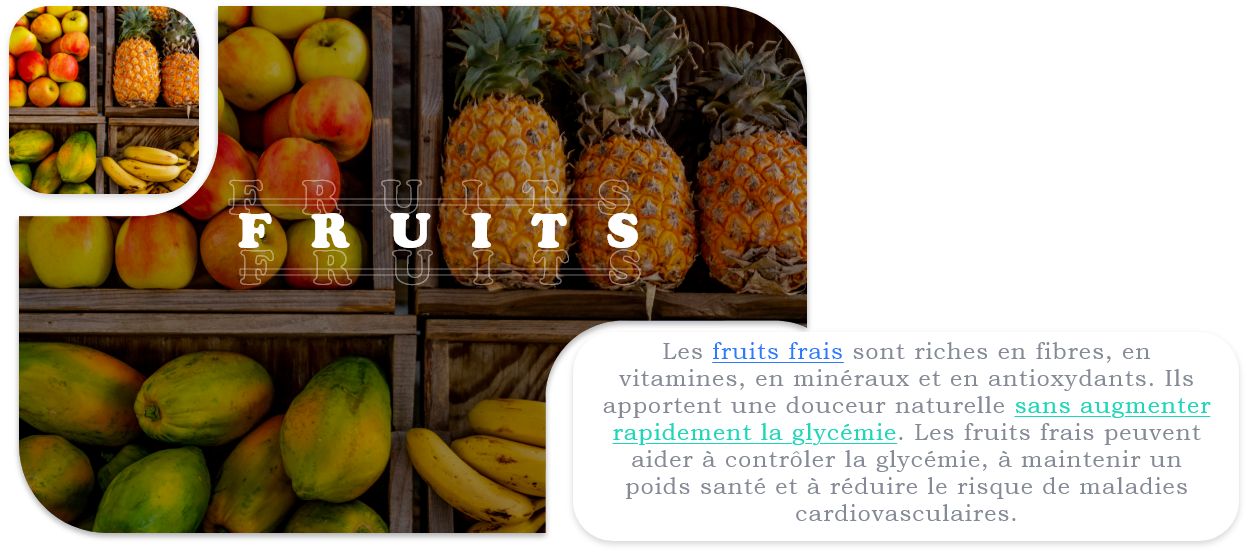 FRUITS
FRUITS
FRUITS
Les fruits frais sont riches en fibres, en
vitamines, en minéraux et en antioxydants. Ils
apportent une douceur naturelle sans augmenter
rapidement la glycémie. Les fruits frais peuvent
aider à contrôler la glycémie, à maintenir un
poids santé et à réduire le risque de maladies
cardiovasculaires.